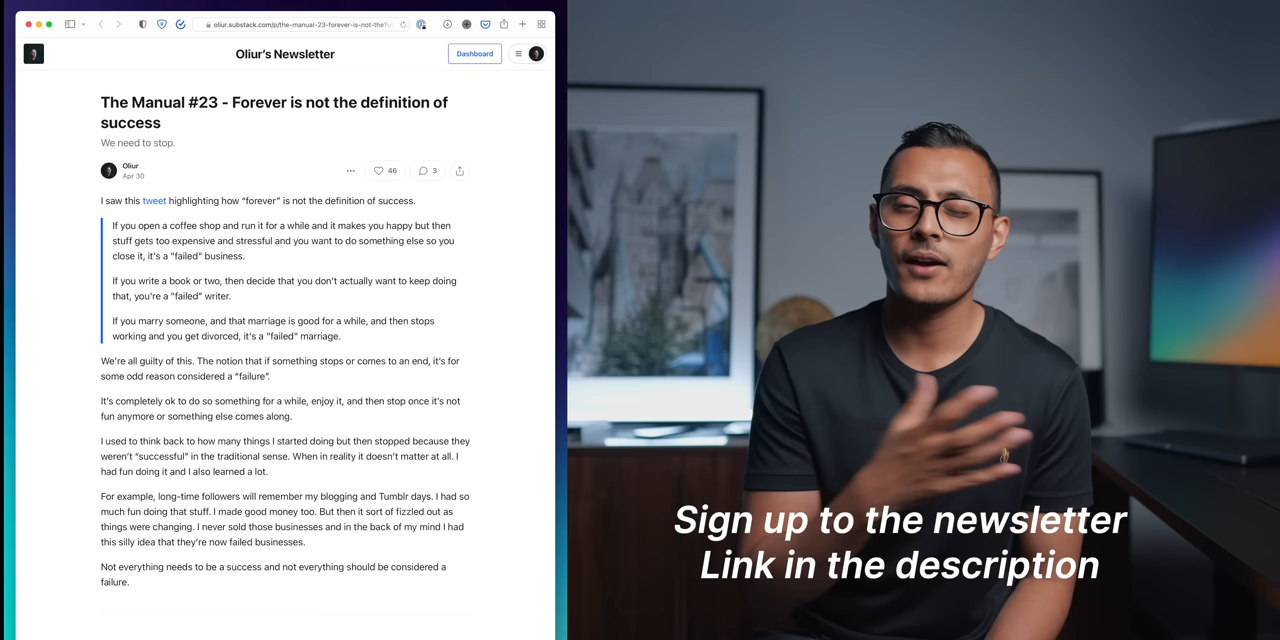 oliur.substack.com/p/the-manual-23-forever-is-not-the?
Oliur’s Newsletter
Dashboard
The Manual #23 - Forever is not the definition of
success
We need to stop.
Oliur
Apr 30
46
3
I saw this tweet highlighting how “forever” is not the definition of success.
If you open a coffee shop and run it for a while and it makes you happy but then
stuff gets too expensive and stressful and you want to do something else so you
close it, it's a "failed" business.
If you write a book or two, then decide that you don't actually want to keep doing
that, you're a "failed" writer.
If you marry someone, and that marriage is good for a while, and then stops
working and you get divorced, it's a "failed" marriage.
We’re all guilty of this. The notion that if something stops or comes to an end, it’s for
some odd reason considered a “failure”.
It’s completely ok to do so something for a while, enjoy it, and then stop once it’s not
fun anymore or something else comes along.
I used to think back to how many things I started doing but then stopped because they
weren’t “successful” in the traditional sense. When in reality it doesn’t matter at all. I
had fun doing it and I also learned a lot.
For example, long-time followers will remember my blogging and Tumblr days. I had so
much fun doing that stuff. I made good money too. But then it sort of fizzled out as
things were changing. I never sold those businesses and in the back of my mind I had
this silly idea that they’re now failed businesses.
Not everything needs to be a success and not everything should be considered a
failure.
Sign up to the newsletter
Link in the description